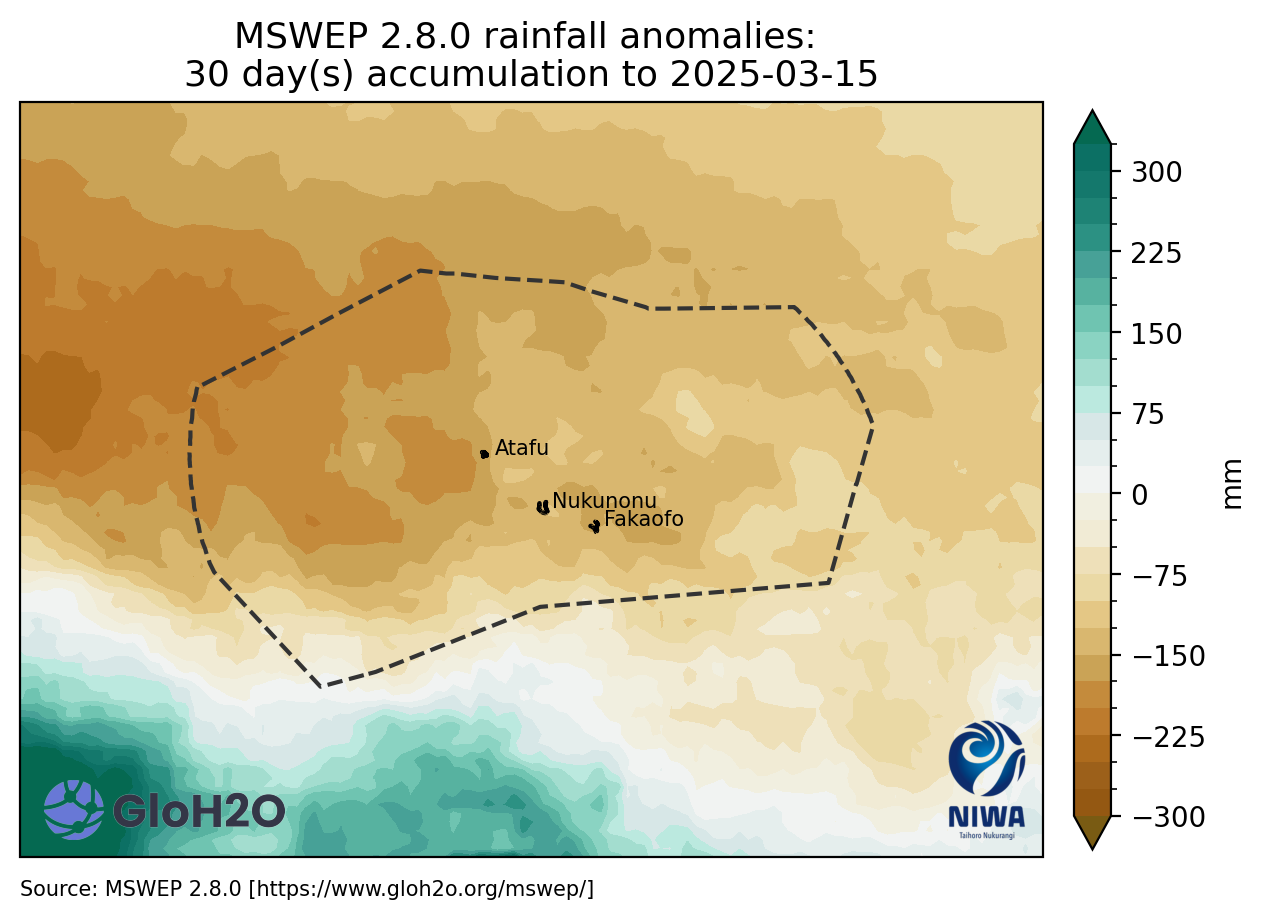 MSWEP 2.8.0 rainfall anomalies:
30 day(s) accumulation to 2025-03-15
300
225
150
75
0
−75
−150
−225
−300
mm
Atafu
Nukunonu
Fakaofo
GloH2O
NIWA
Taihoro Nukurangi
Source: MSWEP 2.8.0 [https://www.gloh2o.org/mswep/]